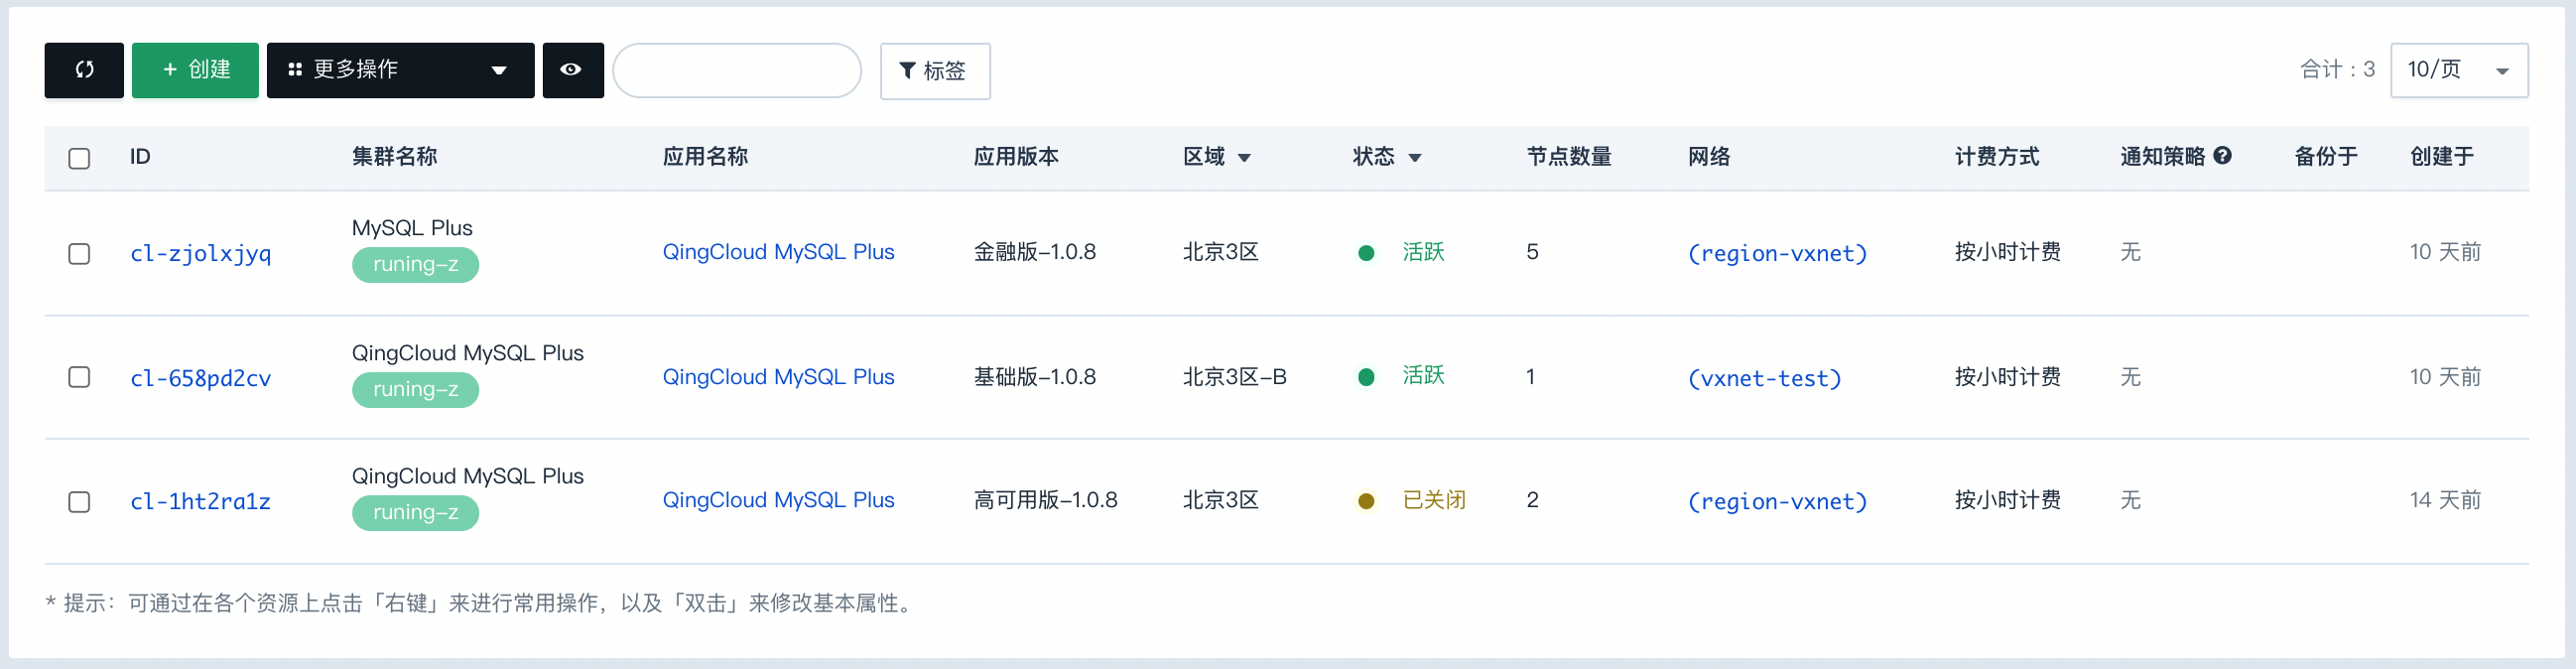 + 创建 更多操作 标签 合计：3 10/页
ID 集群名称 应用名称 应用版本 区域 状态 节点数量 网络 计费方式 通知策略 备份于 创建于
MySQL Plus
cl-zjolxjyq QingCloud MySQL Plus 金融版-1.0.8 北京3区 活跃 5 (region-vxnet) 按小时计费 无 10 天前
runing-z
QingCloud MySQL Plus
cl-658pd2cv QingCloud MySQL Plus 基础版-1.0.8 北京3区-B 活跃 1 (vxnet-test) 按小时计费 无 10 天前
runing-z
QingCloud MySQL Plus
cl-1ht2ra1z QingCloud MySQL Plus 高可用版-1.0.8 北京3区 已关闭 2 (region-vxnet) 按小时计费 无 14 天前
runing-z
* 提示：可通过在各个资源上点击「右键」来进行常用操作，以及「双击」来修改基本属性。